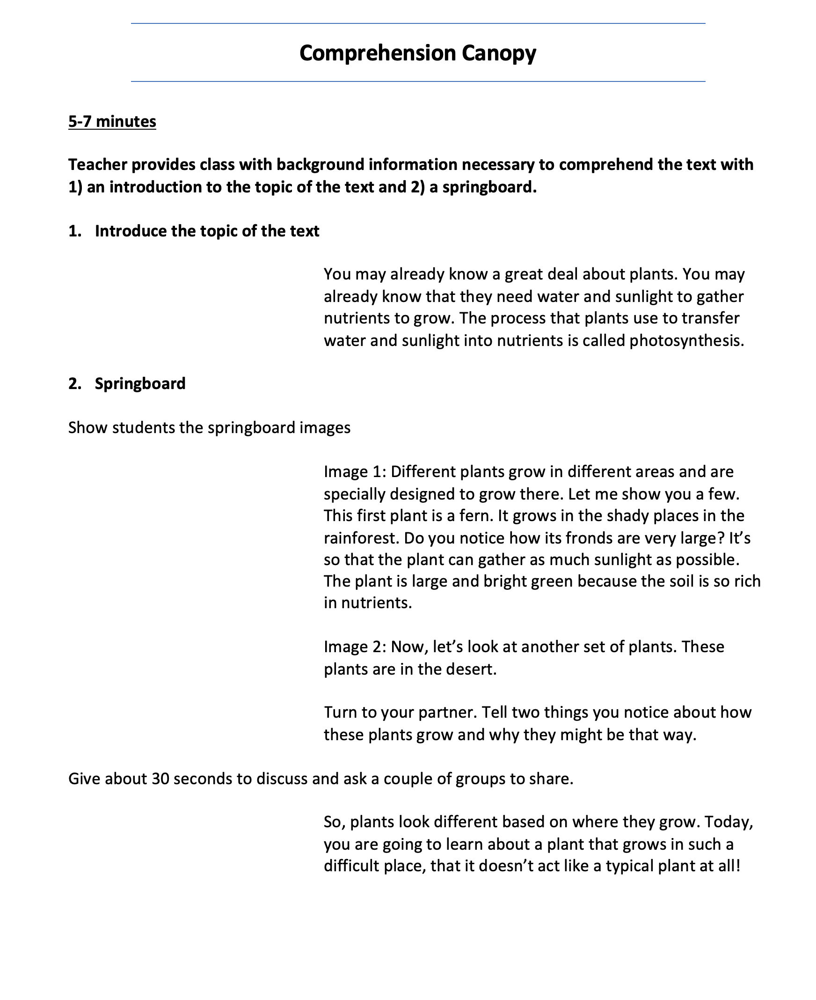 Comprehension Canopy
5-7 minutes
Teacher provides class with background information necessary to comprehend the text with
1) an introduction to the topic of the text and 2) a springboard.
1. Introduce the topic of the text
You may already know a great deal about plants. You may
already know that they need water and sunlight to gather
nutrients to grow. The process that plants use to transfer
water and sunlight into nutrients is called photosynthesis.
2. Springboard
Show students the springboard images
Image 1: Different plants grow in different areas and are
specially designed to grow there. Let me show you a few.
This first plant is a fern. It grows in the shady places in the
rainforest. Do you notice how its fronds are very large? It’s
so that the plant can gather as much sunlight as possible.
The plant is large and bright green because the soil is so rich
in nutrients.
Image 2: Now, let’s look at another set of plants. These
plants are in the desert.
Turn to your partner. Tell two things you notice about how
these plants grow and why they might be that way.
Give about 30 seconds to discuss and ask a couple of groups to share.
So, plants look different based on where they grow. Today,
you are going to learn about a plant that grows in such a
difficult place, that it doesn’t act like a typical plant at all!